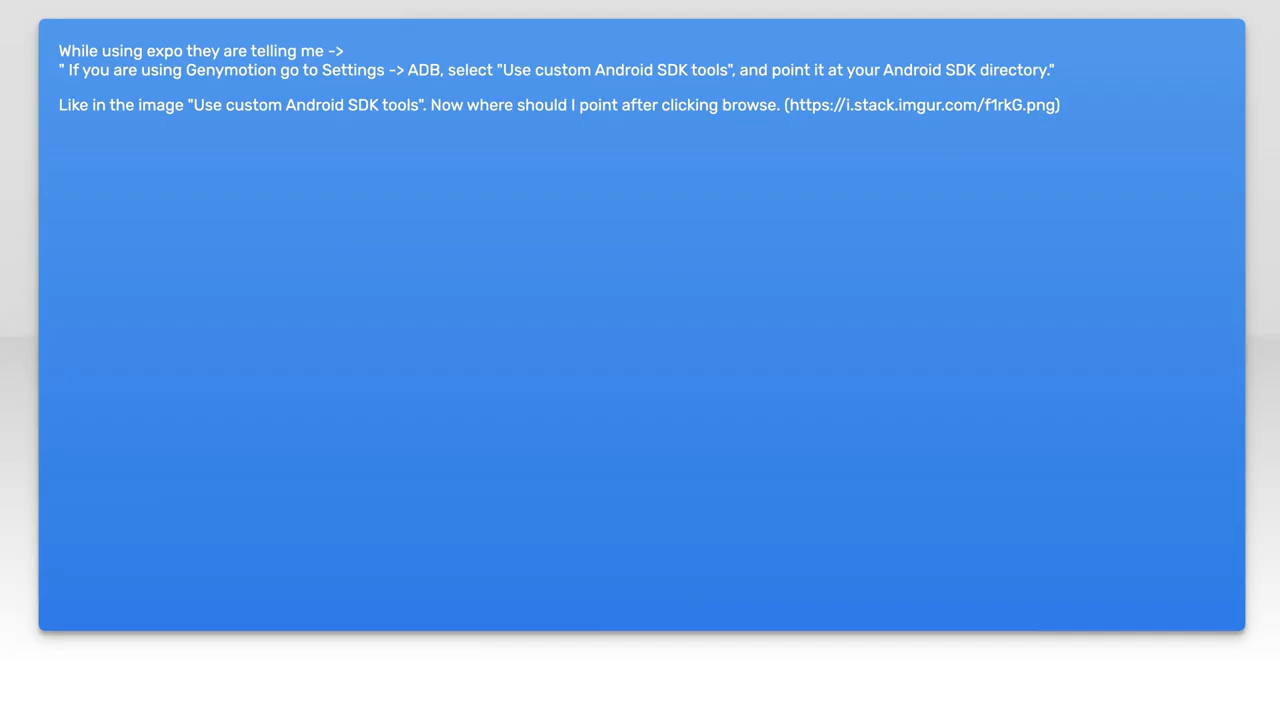 While using expo they are telling me ->
" If you are using Genymotion go to Settings -> ADB, select "Use custom Android SDK tools", and point it at your Android SDK directory."
Like in the image "Use custom Android SDK tools". Now where should I point after clicking browse. (https://i.stack.imgur.com/f1rkG.png)